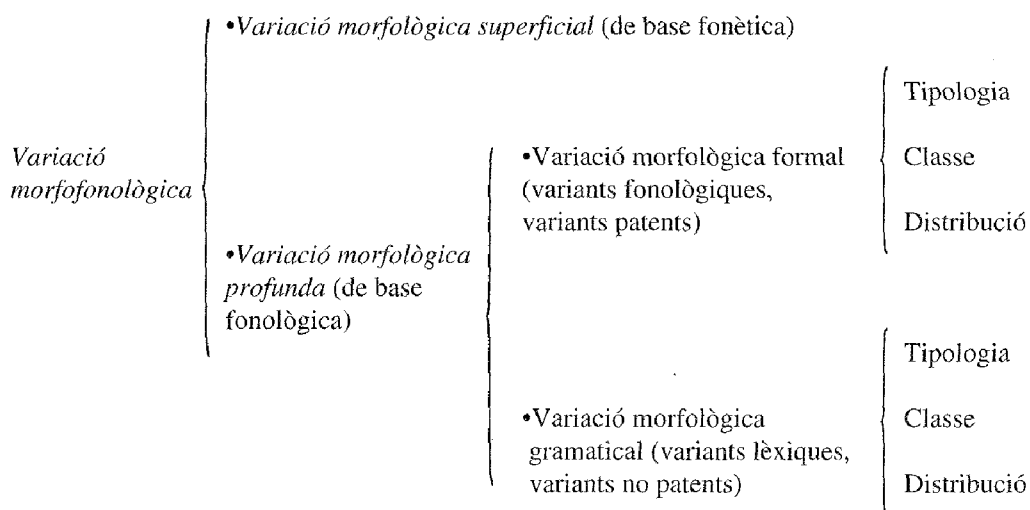 •Variació morfològica superficial (de base fonètica)
Variació
morfofonològica
•Variació morfològica
profunda (de base
fonològica)
•Variació morfològica formal
(variants fonològiques,
variants patents)
Tipologia
Classe
Distribució
•Variació morfològica
gramatical (variants lèxiques,
variants no patents)
Tipologia
Classe
Distribució